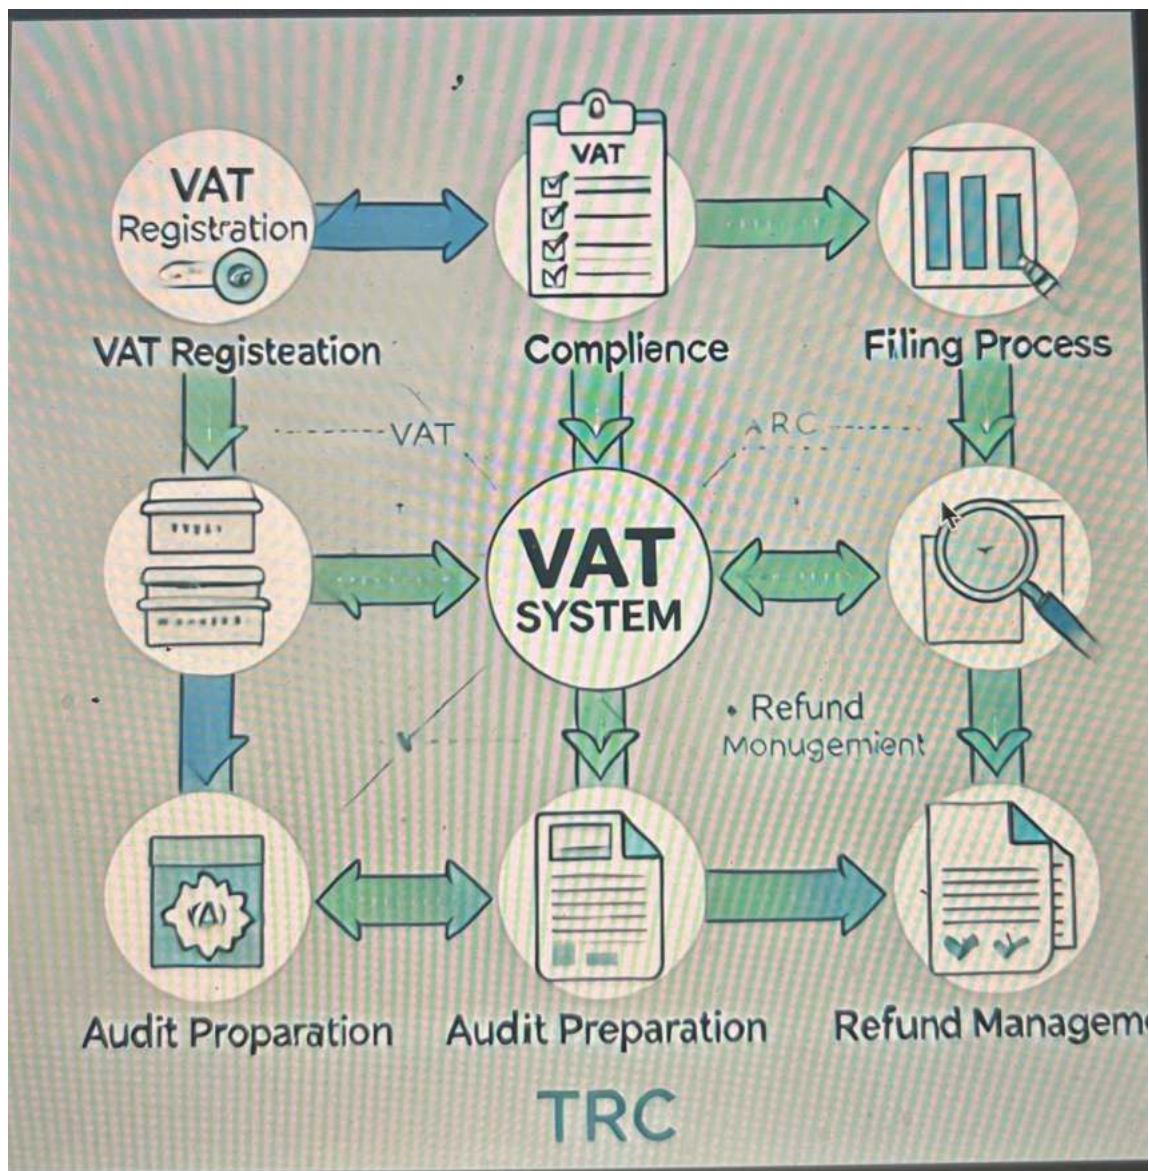 VAT
Registration
VAT
VAT Registeation
Complience
Filing Process
VAT
ARC
VAT
SYSTEM
• Refund
Monugemient
Audit Proparation
Audit Preparation
Refund Managem
TRC